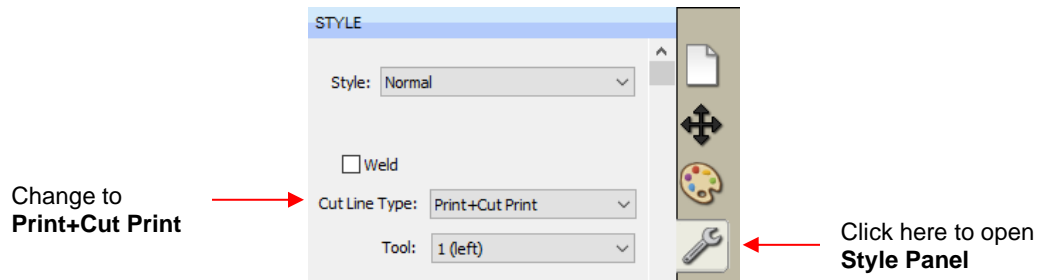 STYLE
Style: Normal
Weld
Change to
Print+Cut Print
Cut Line Type: Print+Cut Print
Tool: 1 (left)
Click here to open
Style Panel